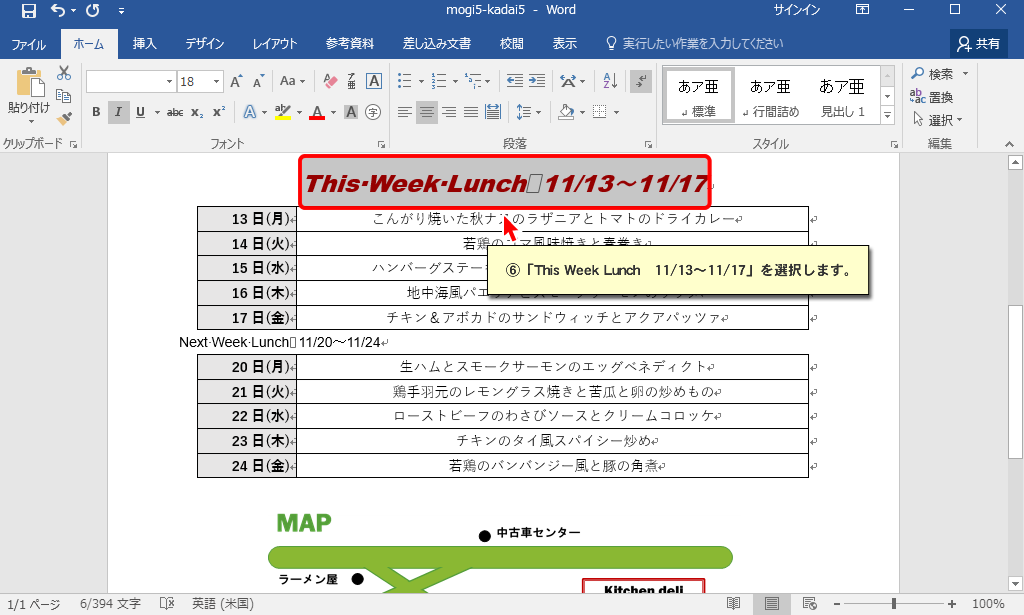 mogi5-kadai5 - Word
サインイン
ファイル ホーム 挿入 デザイン レイアウト 参考資料 差し込み文書 校閲 表示 実行したい作業を入力してください 共有
貼り付け
18
Aa
B I U abc x₂ x²
あア亜 あア亜 あア亜
標準 行間詰め 見出し 1
検索
置換
選択
クリップボード フォント 段落 スタイル 編集
This Week Lunch 11/13～11/17
13 日(月) こんがり焼いた秋ナスのラザニアとトマトのドライカレー
14 日(火) 若鶏の
15 日(水) ハンバーグステー
16 日(木) 地中海風パエ
17 日(金) チキン＆アボカドのサンドウィッチとアクアパッツァ
⑥「This Week Lunch　11/13～11/17」を選択します。
Next Week Lunch 11/20～11/24
20 日(月) 生ハムとスモークサーモンのエッグベネディクト
21 日(火) 鶏手羽元のレモングラス焼きと苦瓜と卵の炒めもの
22 日(水) ローストビーフのわさびソースとクリームコロッケ
23 日(木) チキンのタイ風スパイシー炒め
24 日(金) 若鶏のバンバンジー風と豚の角煮
MAP
中古車センター
ラーメン屋
Kitchen deli
1/1 ページ 6/394 文字 英語 (米国) 100%